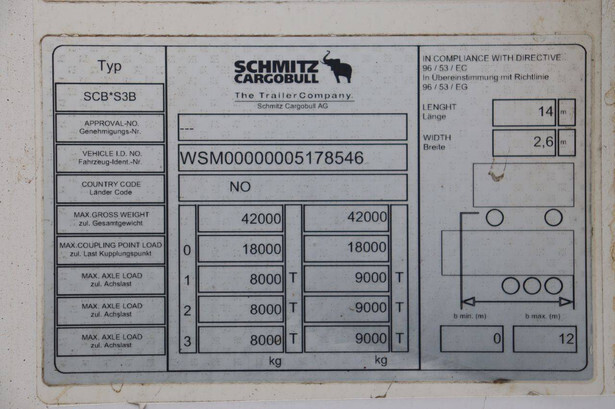 Typ
SCB*S3B
APPROVAL-NO.
Genehmigungs-Nr.
---
VEHICLE I.D. NO.
Fahrzeug-Ident.-Nr.
WSM00000005178546
COUNTRY CODE
Länder Code
NO
MAX.GROSS WEIGHT
zul. Gesamtgewicht
42000 42000
MAX.COUPLING POINT LOAD
zul. Last Kupplungspunkt
0 18000 18000
MAX. AXLE LOAD
zul. Achslast
1 8000 T 9000 T
MAX. AXLE LOAD
zul. Achslast
2 8000 T 9000 T
MAX. AXLE LOAD
zul. Achslast
3 8000 T 9000 T
kg kg
SCHMITZ
CARGOBULL
The TrailerCompany.
Schmitz Cargobull AG
IN COMPLIANCE WITH DIRECTIVE
96 / 53 / EC
In Übereinstimmung mit Richtlinie
96 / 53 / EG
LENGHT
Länge
14 m
WIDTH
Breite
2,6 m
b min. (m) b max. (m)
0 12